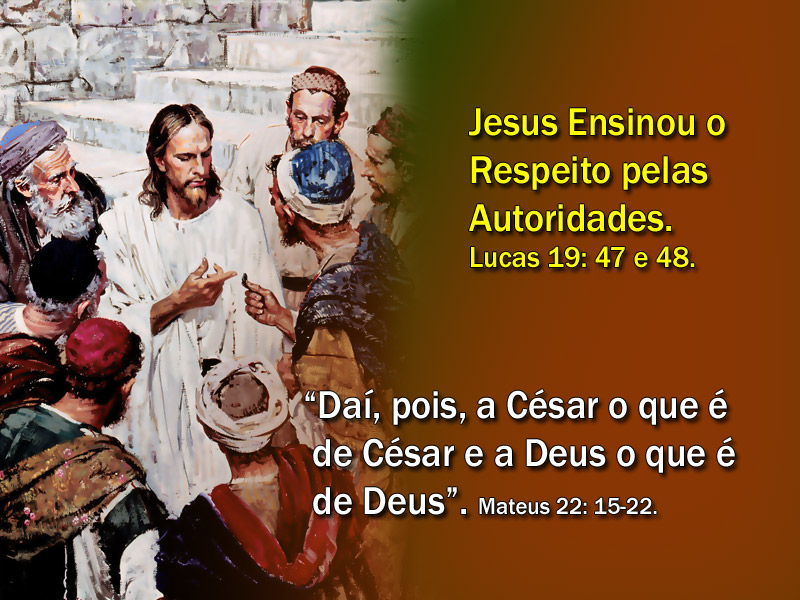 Jesus Ensinou o
Respeito pelas
Autoridades.
Lucas 19: 47 e 48.
“Daí, pois, a César o que é
de César e a Deus o que é
de Deus”. Mateus 22: 15-22.